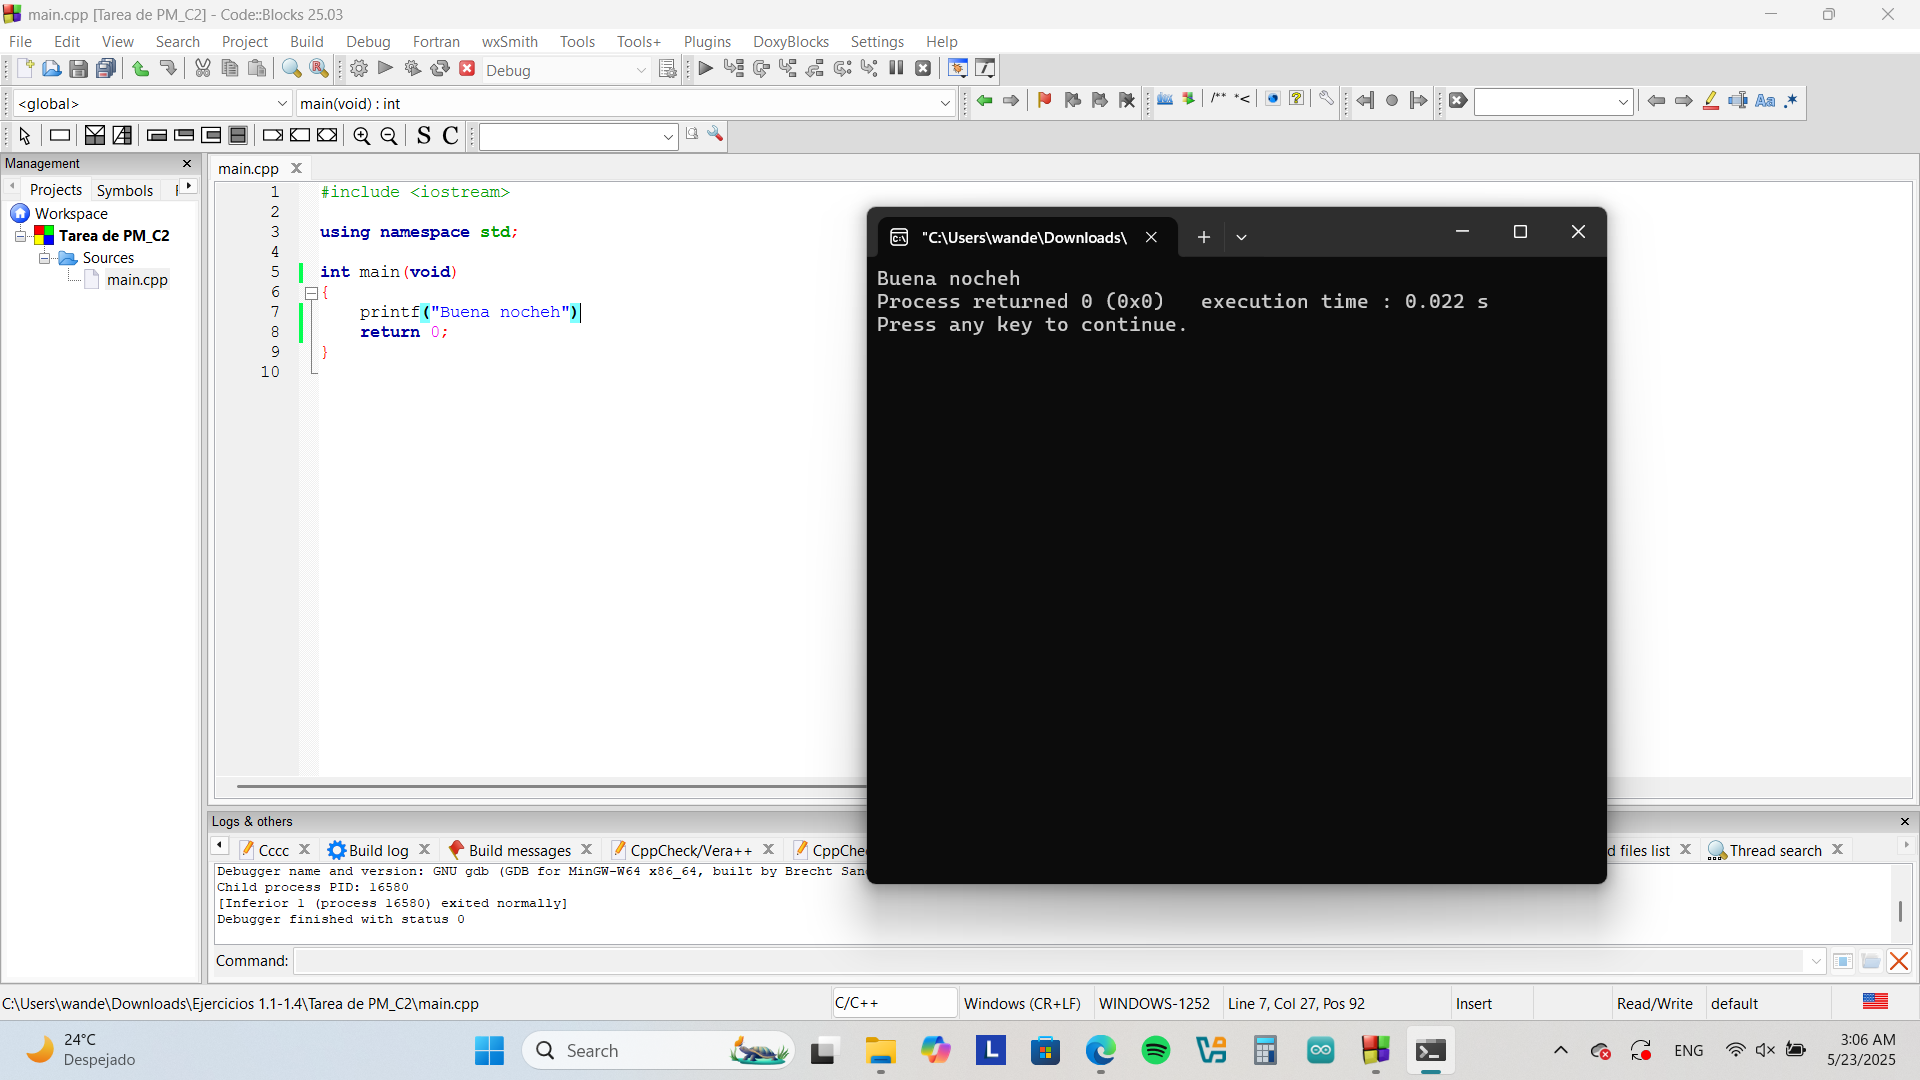 main.cpp [Tarea de PM_C2] - Code::Blocks 25.03
File Edit View Search Project Build Debug Fortran wxSmith Tools Tools+ Plugins DoxyBlocks Settings Help
Debug
<global> main(void) : int
/** *< Aa .*
S C
Management
Projects Symbols
Workspace
Tarea de PM_C2
Sources
main.cpp
main.cpp
1 #include <iostream>
2
3 using namespace std;
4
5 int main(void)
6 {
7 printf("Buena nocheh")
8 return 0;
9 }
10
"C:\Users\wande\Downloads\
Buena nocheh
Process returned 0 (0x0)   execution time : 0.022 s
Press any key to continue.
Logs & others
Cccc Build log Build messages CppCheck/Vera++ CppChe d files list Thread search
Debugger name and version: GNU gdb (GDB for MinGW-W64 x86_64, built by Brecht San
Child process PID: 16580
[Inferior 1 (process 16580) exited normally]
Debugger finished with status 0
Command:
C:\Users\wande\Downloads\Ejercicios 1.1-1.4\Tarea de PM_C2\main.cpp C/C++ Windows (CR+LF) WINDOWS-1252 Line 7, Col 27, Pos 92 Insert Read/Write default
24°C
Despejado
Search
ENG
3:06 AM
5/23/2025